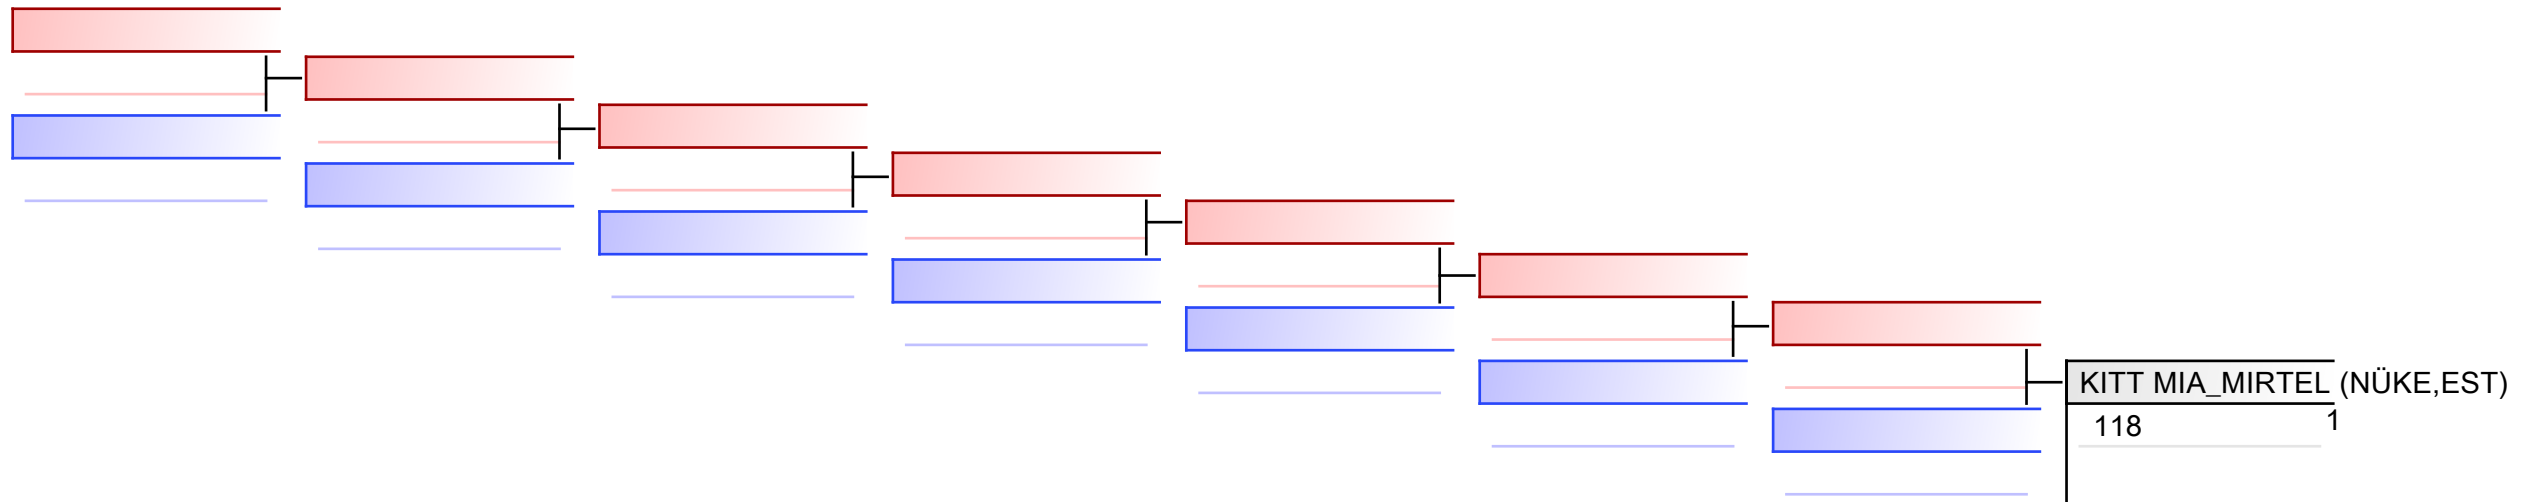 KITT MIA_MIRTEL (NÜKE,EST)
118 1